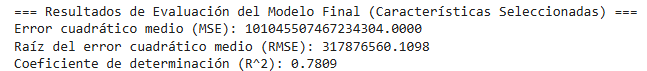 === Resultados de Evaluación del Modelo Final (Características Seleccionadas) ===
Error cuadrático medio (MSE): 101045507467234304.0000
Raíz del error cuadrático medio (RMSE): 317876560.1098
Coeficiente de determinación (R^2): 0.7809